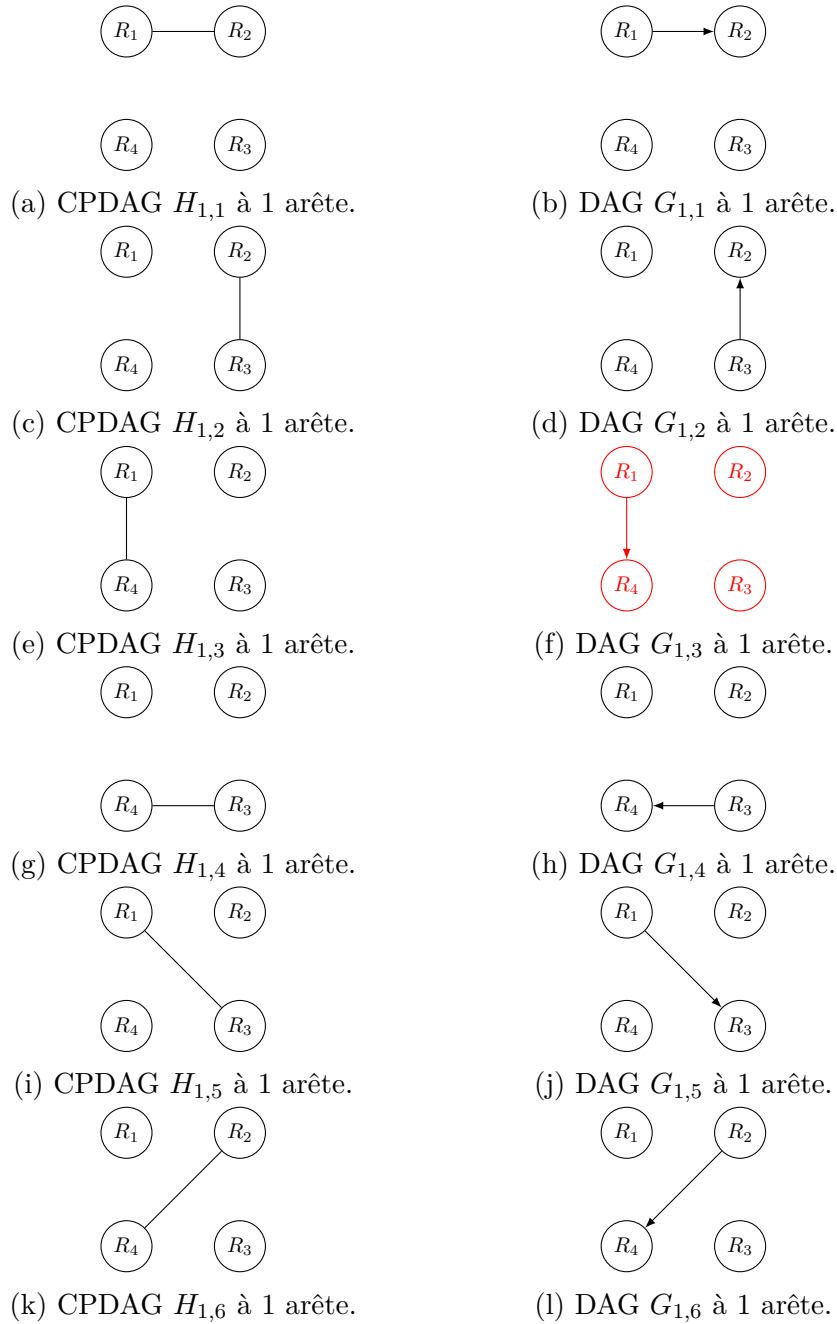 R₁ R₂ R₁ R₂
R₄ R₃ R₄ R₃
(a) CPDAG H₁,₁ à 1 arête. (b) DAG G₁,₁ à 1 arête.
R₁ R₂ R₁ R₂
R₄ R₃ R₄ R₃
(c) CPDAG H₁,₂ à 1 arête. (d) DAG G₁,₂ à 1 arête.
R₁ R₂ R₁ R₂
R₄ R₃ R₄ R₃
(e) CPDAG H₁,₃ à 1 arête. (f) DAG G₁,₃ à 1 arête.
R₁ R₂ R₁ R₂
R₄ R₃ R₄ R₃
(g) CPDAG H₁,₄ à 1 arête. (h) DAG G₁,₄ à 1 arête.
R₁ R₂ R₁ R₂
R₄ R₃ R₄ R₃
(i) CPDAG H₁,₅ à 1 arête. (j) DAG G₁,₅ à 1 arête.
R₁ R₂ R₁ R₂
R₄ R₃ R₄ R₃
(k) CPDAG H₁,₆ à 1 arête. (l) DAG G₁,₆ à 1 arête.